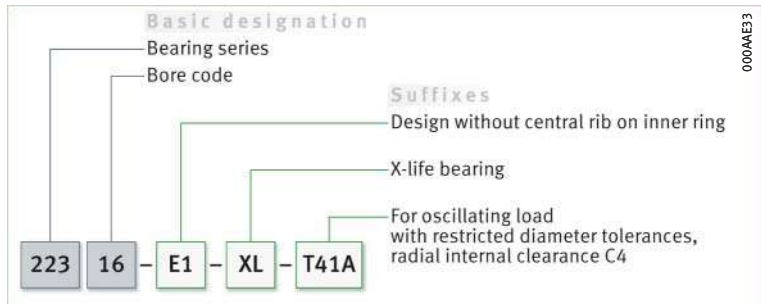 Basic designation
Bearing series
Bore code
Suffixes
Design without central rib on inner ring
X-life bearing
For oscillating load
with restricted diameter tolerances,
radial internal clearance C4
223 16 – E1 – XL – T41A
000AAE33